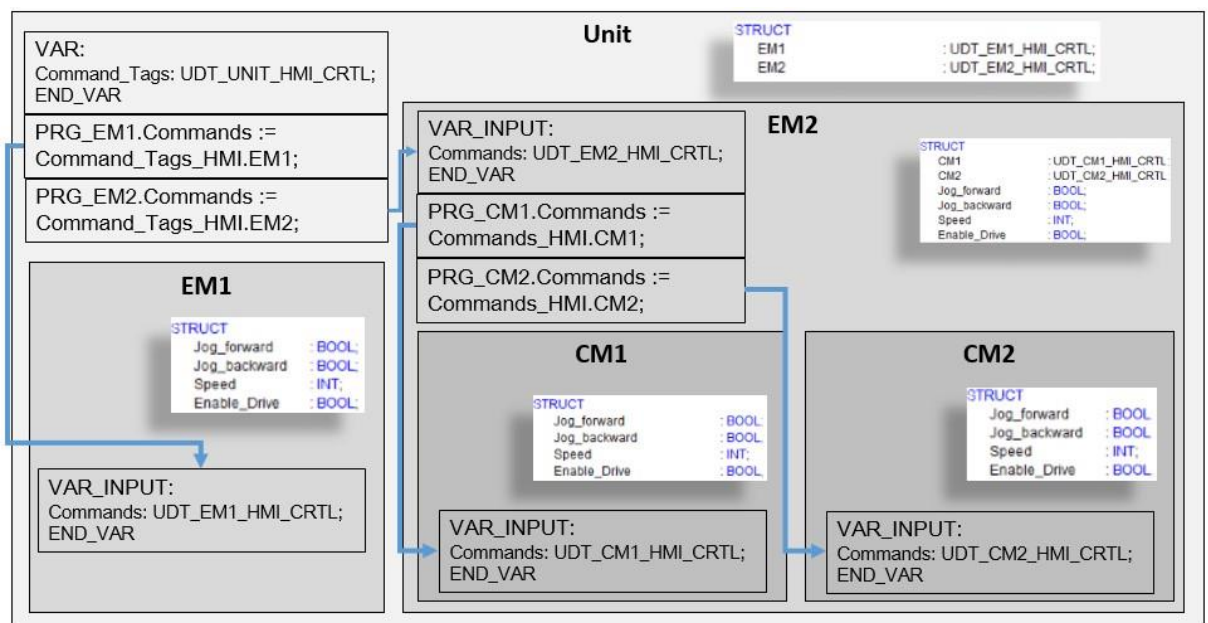 Unit
STRUCT
EM1 : UDT_EM1_HMI_CRTL;
EM2 : UDT_EM2_HMI_CRTL;
VAR:
Command_Tags: UDT_UNIT_HMI_CRTL;
END_VAR
PRG_EM1.Commands :=
Command_Tags_HMI.EM1;
PRG_EM2.Commands :=
Command_Tags_HMI.EM2;
EM2
VAR_INPUT:
Commands: UDT_EM2_HMI_CRTL;
END_VAR
PRG_CM1.Commands :=
Commands_HMI.CM1;
PRG_CM2.Commands :=
Commands_HMI.CM2;
STRUCT
CM1 : UDT_CM1_HMI_CRTL;
CM2 : UDT_CM2_HMI_CRTL
Jog_forward : BOOL;
Jog_backward : BOOL;
Speed : INT;
Enable_Drive : BOOL;
EM1
STRUCT
Jog_forward : BOOL;
Jog_backward : BOOL;
Speed : INT;
Enable_Drive : BOOL;
VAR_INPUT:
Commands: UDT_EM1_HMI_CRTL;
END_VAR
CM1
STRUCT
Jog_forward : BOOL;
Jog_backward : BOOL;
Speed : INT;
Enable_Drive : BOOL;
VAR_INPUT:
Commands: UDT_CM1_HMI_CRTL;
END_VAR
CM2
STRUCT
Jog_forward : BOOL
Jog_backward : BOOL
Speed : INT;
Enable_Drive : BOOL
VAR_INPUT:
Commands: UDT_CM2_HMI_CRTL;
END_VAR